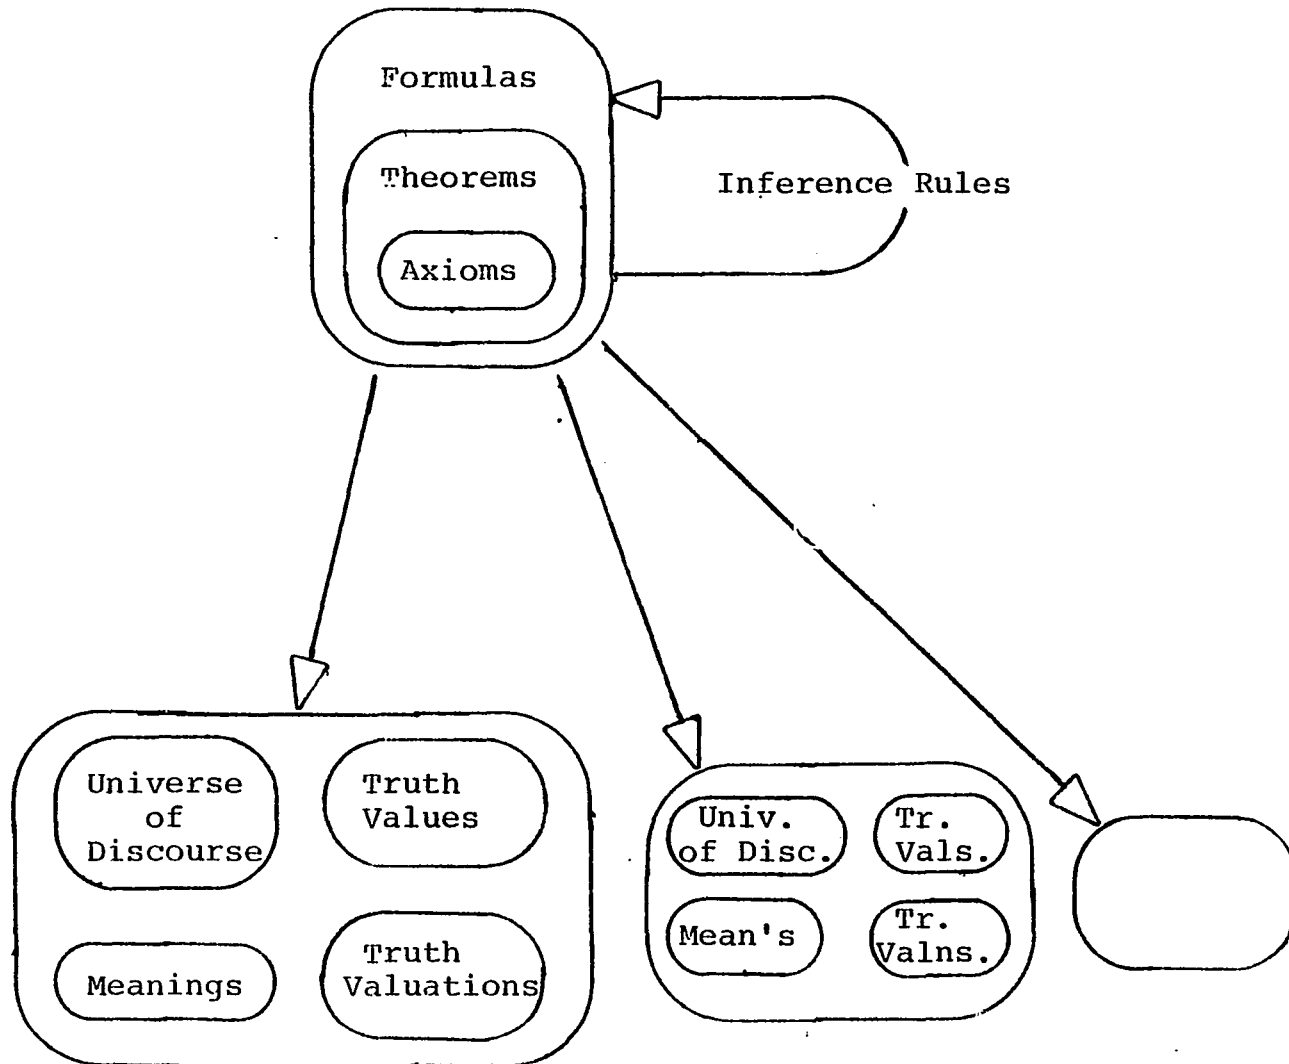 Formulas
Theorems
Axioms
Inference Rules
Universe
of
Discourse
Truth
Values
Meanings
Truth
Valuations
Univ.
of Disc.
Tr.
Vals.
Mean's
Tr.
Valns.